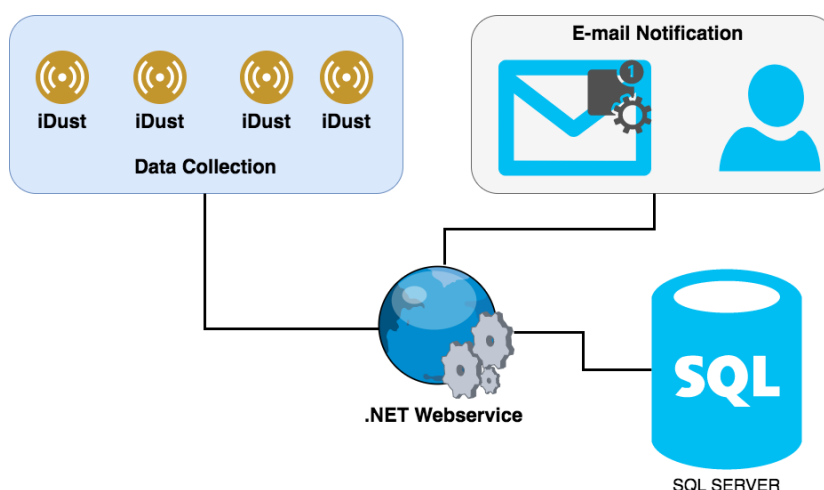 E-mail Notification
1
iDust
iDust
iDust
iDust
Data Collection
.NET Webservice
SQL
SQL SERVER